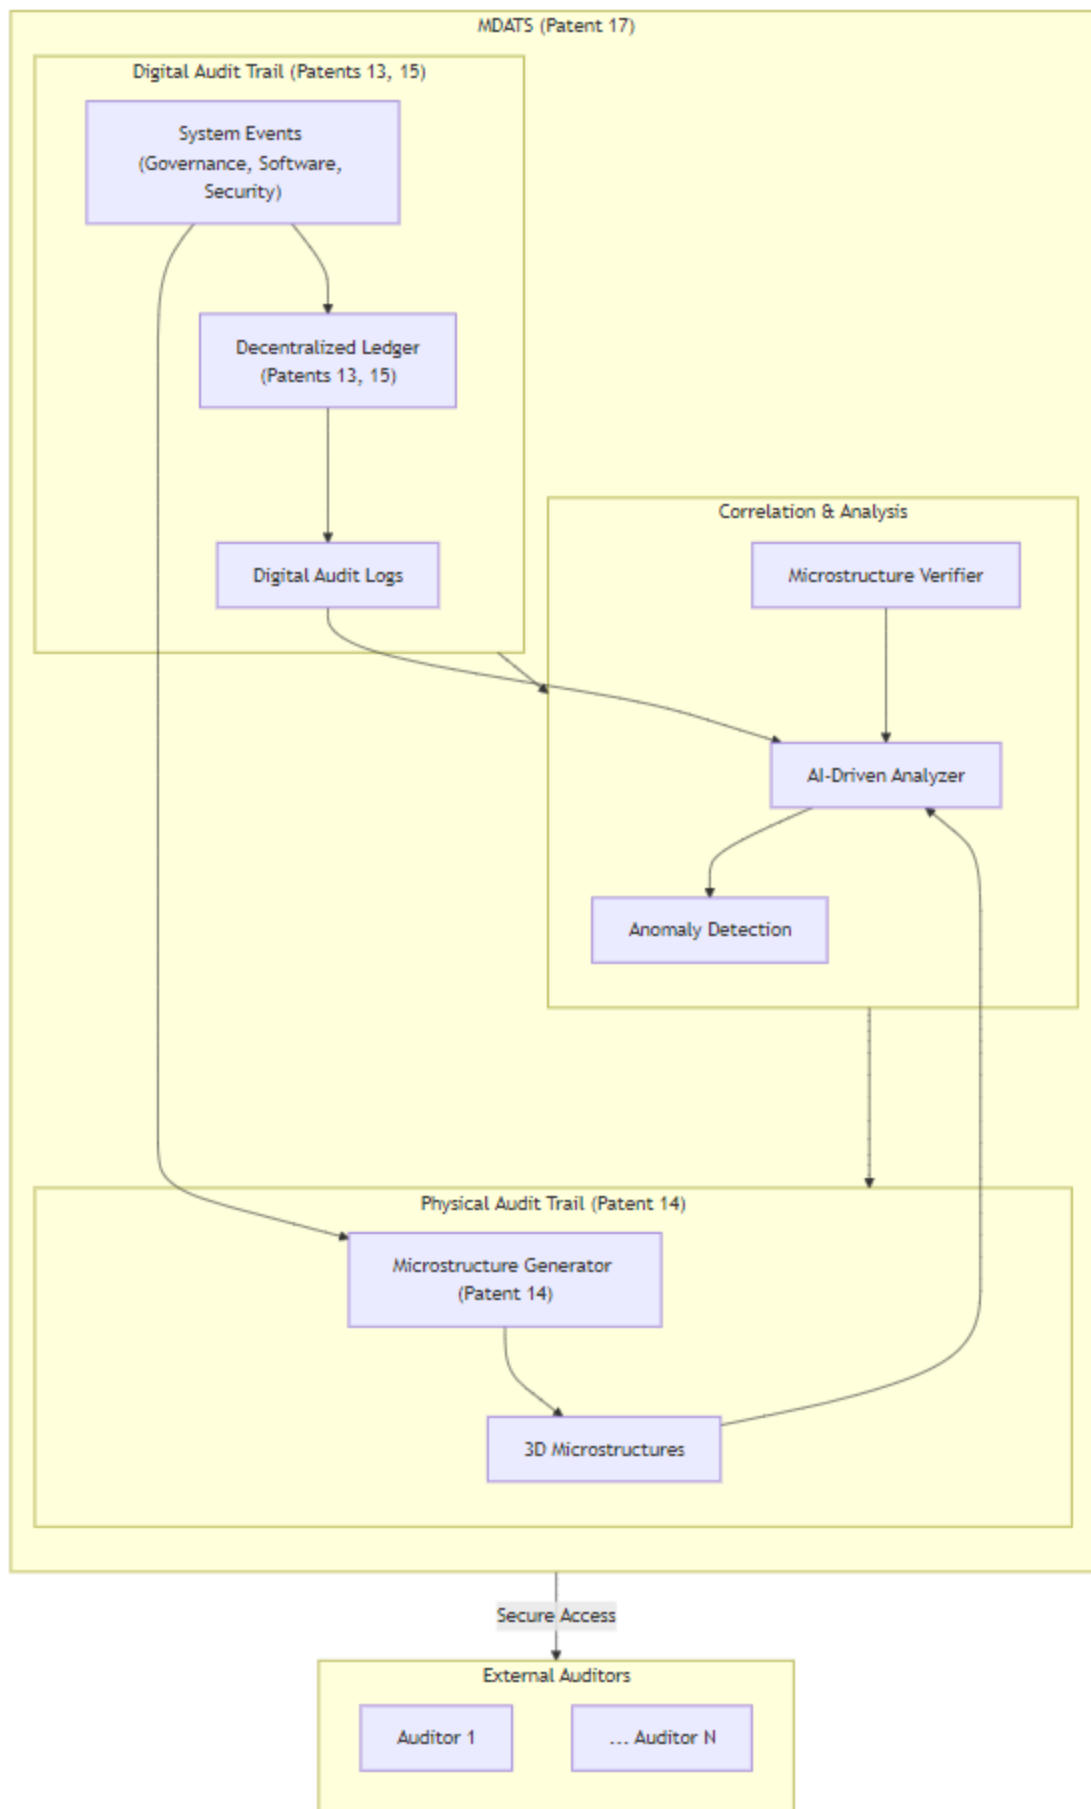 MDATS (Patent 17)
Digital Audit Trail (Patents 13, 15)
System Events
(Governance, Software,
Security)
Decentralized Ledger
(Patents 13, 15)
Digital Audit Logs
Correlation & Analysis
Microstructure Verifier
AI-Driven Analyzer
Anomaly Detection
Physical Audit Trail (Patent 14)
Microstructure Generator
(Patent 14)
3D Microstructures
Secure Access
External Auditors
Auditor 1
... Auditor N